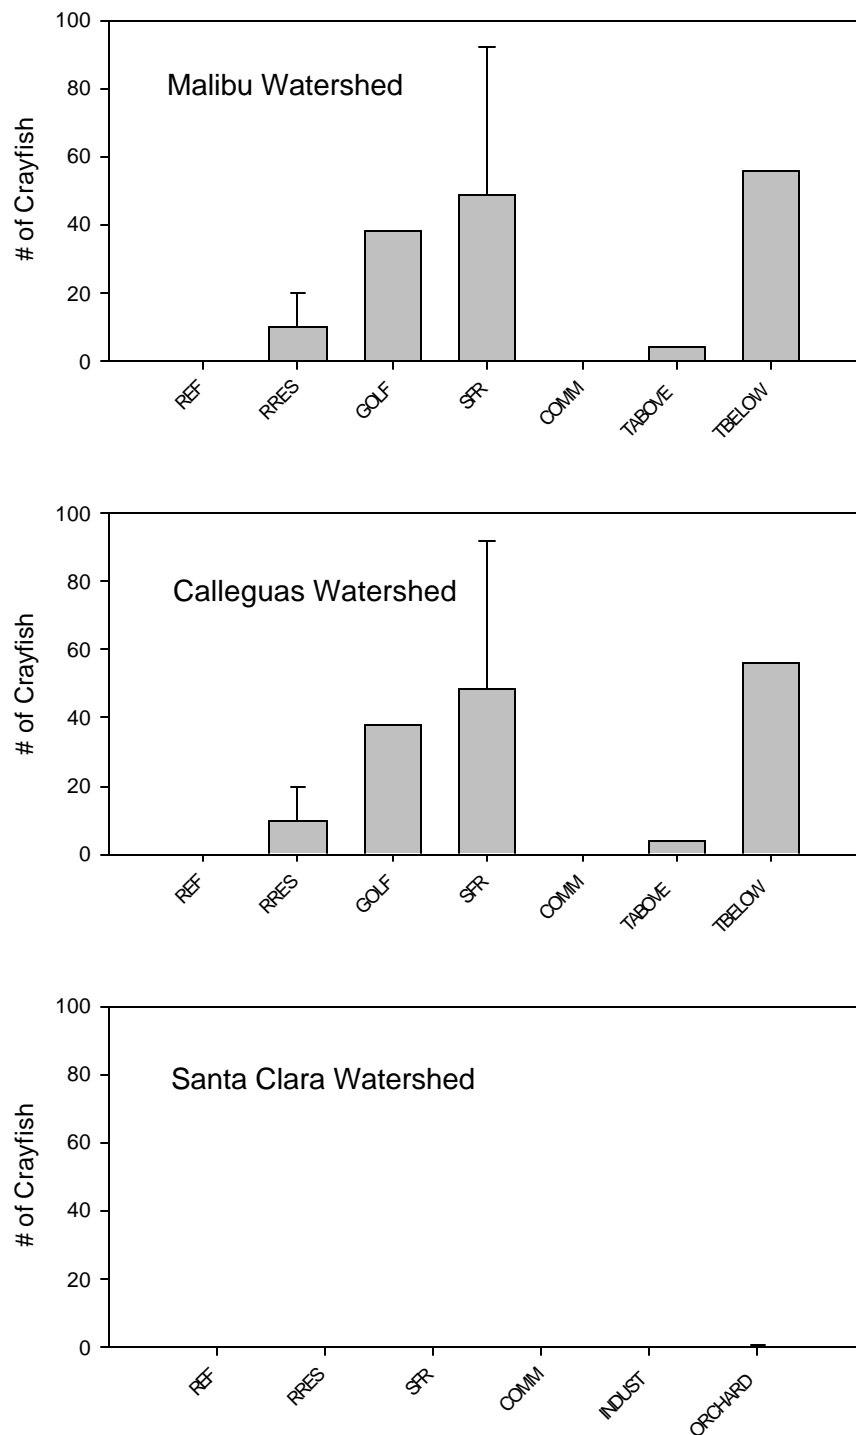 100
80
60
40
20
0
# of Crayfish
Malibu Watershed
REF
RRES
GOLF
SFR
COMM
TABOVE
TBELOW
100
80
60
40
20
0
# of Crayfish
Calleguas Watershed
REF
RRES
GOLF
SFR
COMM
TABOVE
TBELOW
100
80
60
40
20
0
# of Crayfish
Santa Clara Watershed
REF
RRES
SFR
COMM
INDUST
ORCHARD